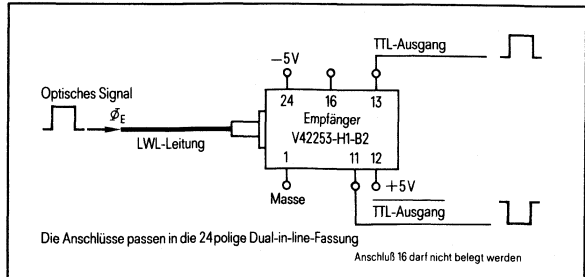 TTL-Ausgang
−5V
Optisches Signal
24 16 13
Empfänger
V42253-H1-B2
Φ_E
LWL-Leitung
1 11 12
+5V
Masse
TTL-Ausgang
Die Anschlüsse passen in die 24polige Dual-in-line-Fassung
Anschluß 16 darf nicht belegt werden